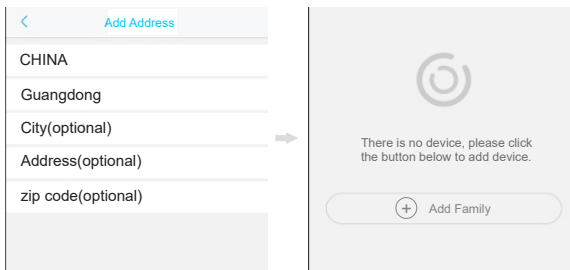 Add Address
CHINA
Guangdong
City(optional)
Address(optional)
zip code(optional)
There is no device, please click
the button below to add device.
Add Family